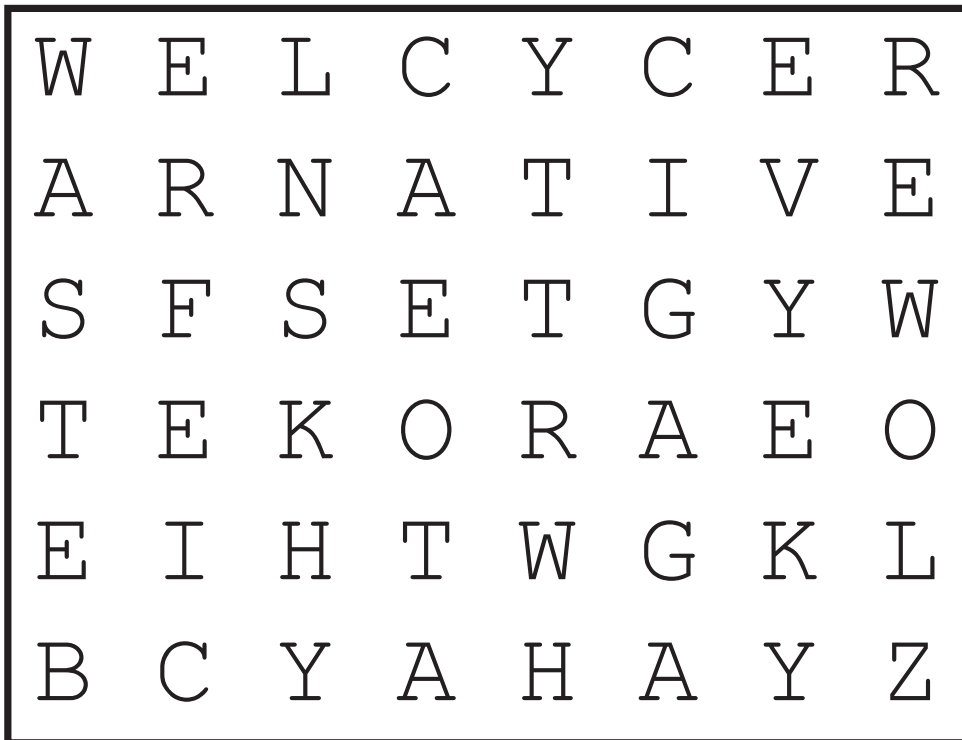 W E L C Y C E R
A R N A T I V E
S F S E T G Y W
T E K O R A E O
E I H T W G K L
B C Y A H A Y Z